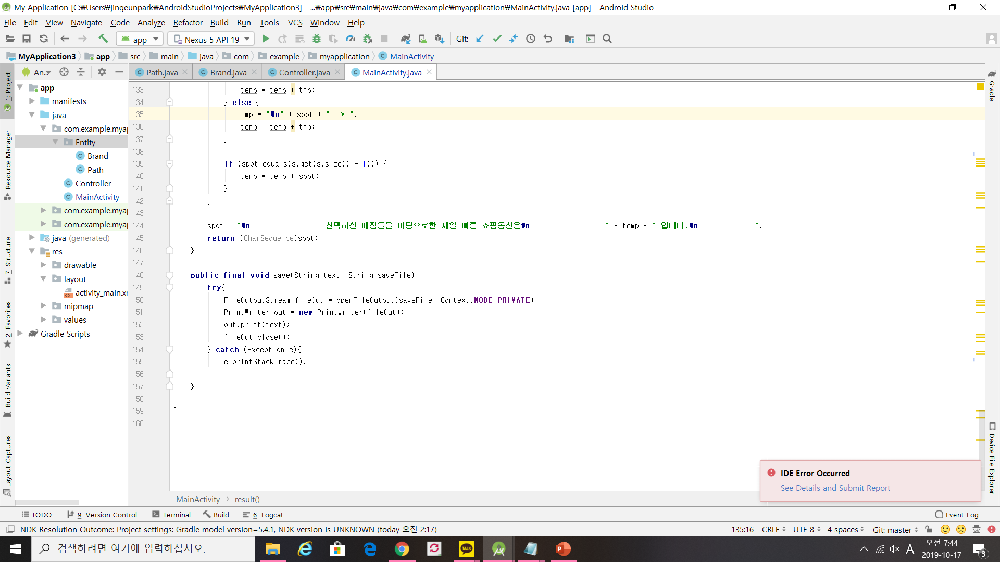 My Application [C:₩Users₩jingeunpark₩AndroidStudioProjects₩MyApplication3] - ...₩app₩src₩main₩java₩com₩example₩myapplication₩MainActivity.java [app] - Android Studio
File Edit View Navigate Code Analyze Refactor Build Run Tools VCS Window Help
app Nexus 5 API 19 Git:
MyApplication3 app src main java com example myapplication MainActivity
An... Path.java Brand.java Controller.java MainActivity.java
1: Project
Resource Manager
7: Structure
2: Favorites
Build Variants
Layout Captures
app
manifests
java
com.example.myap
Entity
Brand
Path
Controller
MainActivity
com.example.myap
com.example.myap
java (generated)
res
drawable
layout
activity_main.xr
mipmap
values
Gradle Scripts
133 temp = temp + tmp;
134 } else {
135 tmp = "₩n" + spot + " -> ";
136 temp = temp + tmp;
137 }
138
139 if (spot.equals(s.get(s.size() - 1))) {
140 temp = temp + spot;
141 }
142 }
143
144 spot = "₩n 선택하신 매장들을 바탕으로한 제일 빠른 쇼핑동선은₩n " + temp + " 입니다.₩n ";
145 return (CharSequence)spot;
146 }
147
148 public final void save(String text, String saveFile) {
149 try{
150 FileOutputStream fileOut = openFileOutput(saveFile, Context.MODE_PRIVATE);
151 PrintWriter out = new PrintWriter(fileOut);
152 out.print(text);
153 fileOut.close();
154 } catch (Exception e){
155 e.printStackTrace();
156 }
157 }
158
159 }
160
Gradle
Device File Explorer
IDE Error Occurred
See Details and Submit Report
MainActivity › result()
TODO 9: Version Control Terminal Build 6: Logcat Event Log
NDK Resolution Outcome: Project settings: Gradle model version=5.4.1, NDK version is UNKNOWN (today 오전 2:17) 135:16 CRLF UTF-8 4 spaces Git: master
검색하려면 여기에 입력하십시오.
TALK
A
오전 7:44
2019-10-17
3